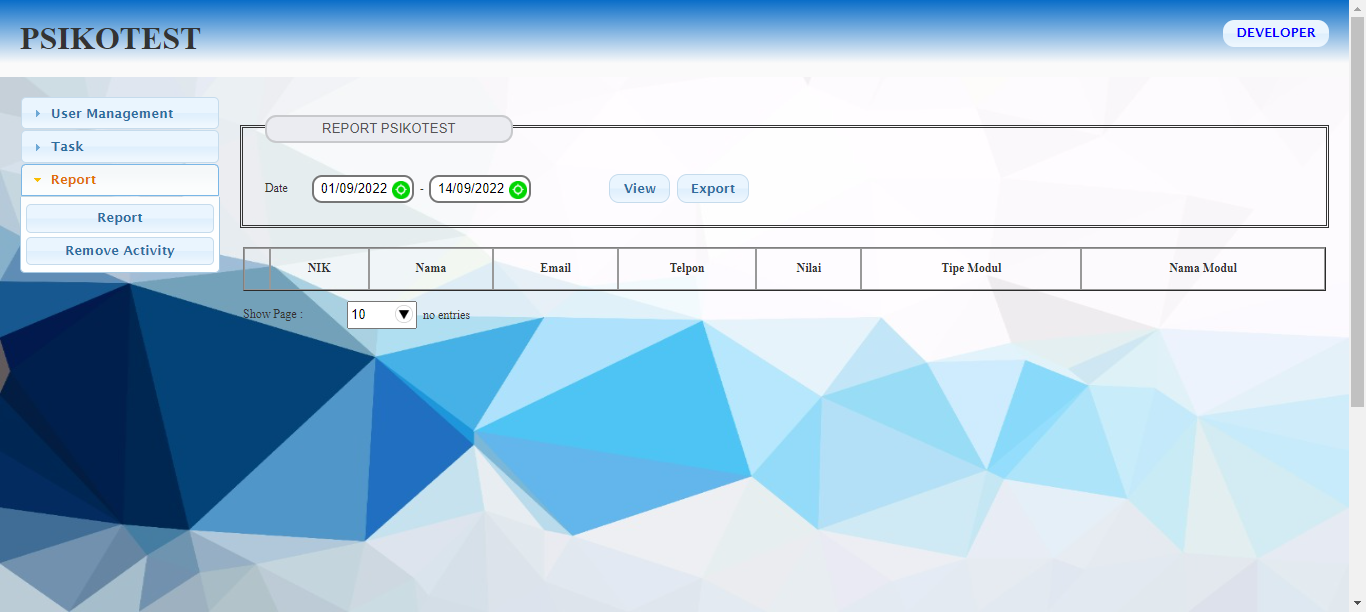 PSIKOTEST
DEVELOPER
User Management
Task
Report
Report
Remove Activity
REPORT PSIKOTEST
Date 01/09/2022 - 14/09/2022 View Export
NIK Nama Email Telpon Nilai Tipe Modul Nama Modul
Show Page : 10 no entries